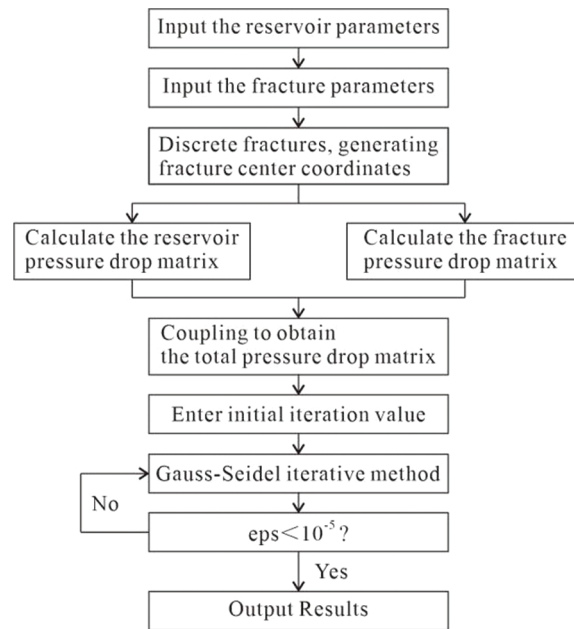 Input the reservoir parameters
Input the fracture parameters
Discrete fractures, generating
fracture center coordinates
Calculate the reservoir
pressure drop matrix
Calculate the fracture
pressure drop matrix
Coupling to obtain
the total pressure drop matrix
Enter initial iteration value
Gauss-Seidel iterative method
No
eps<10⁻⁵?
Yes
Output Results